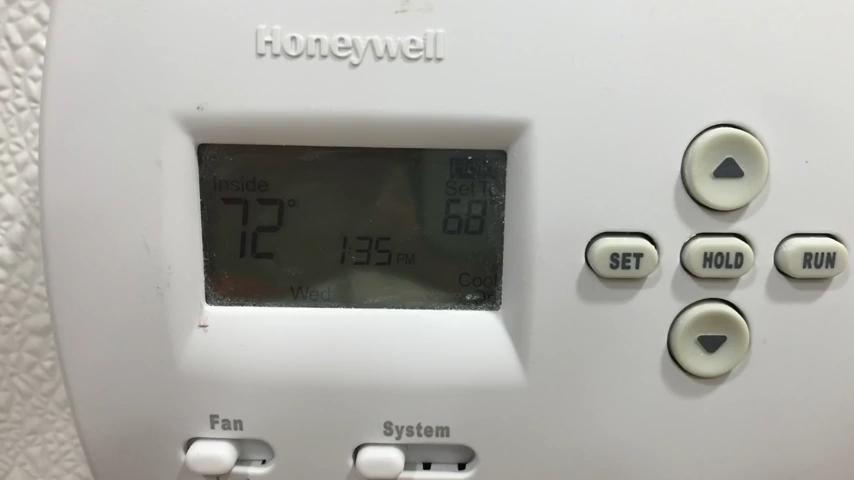 Honeywell
Inside
Set To
72°
68°
1:35 PM
Wed
Cool
SET
HOLD
RUN
Fan
System